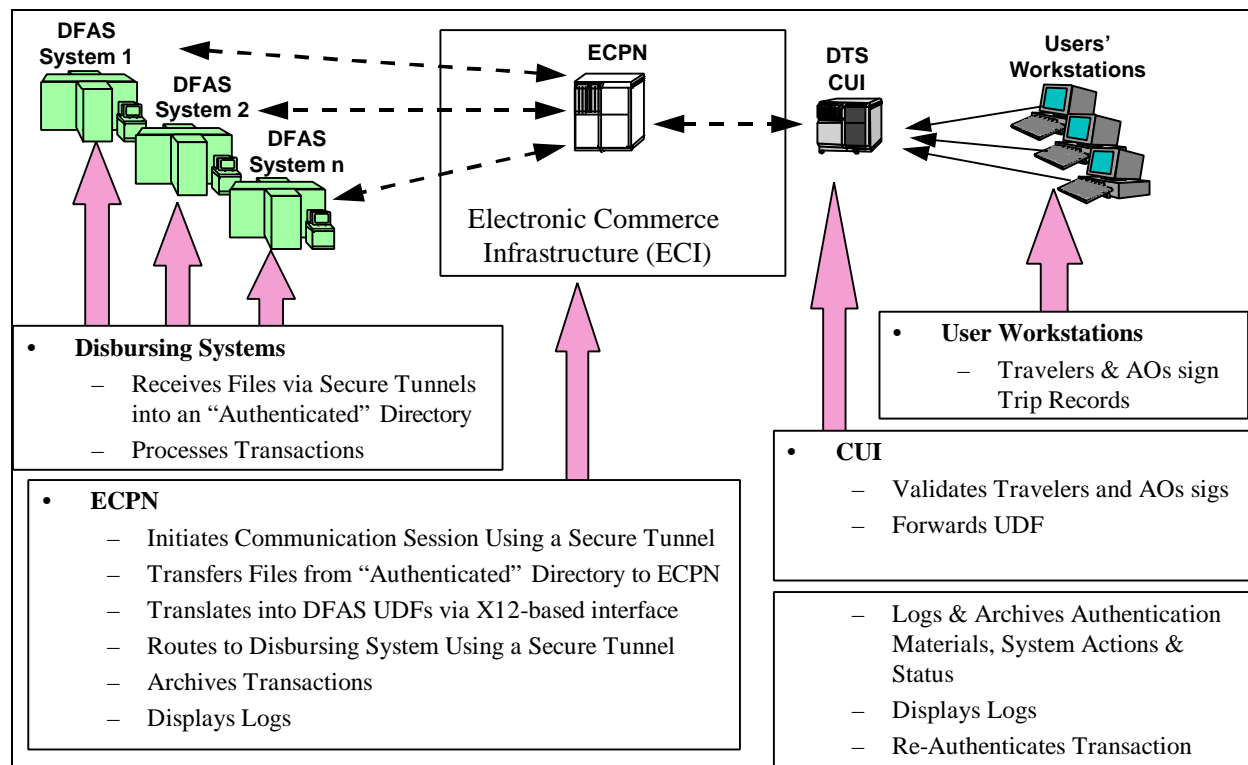 DFAS
System 1
DFAS
System 2
DFAS
System n
ECPN
Electronic Commerce
Infrastructure (ECI)
DTS
CUI
Users'
Workstations
• Disbursing Systems
– Receives Files via Secure Tunnels
into an “Authenticated” Directory
– Processes Transactions
• User Workstations
– Travelers & AOs sign
Trip Records
• ECPN
– Initiates Communication Session Using a Secure Tunnel
– Transfers Files from “Authenticated” Directory to ECPN
– Translates into DFAS UDFs via X12-based interface
– Routes to Disbursing System Using a Secure Tunnel
– Archives Transactions
– Displays Logs
• CUI
– Validates Travelers and AOs sigs
– Forwards UDF
– Logs & Archives Authentication
Materials, System Actions &
Status
– Displays Logs
– Re-Authenticates Transaction